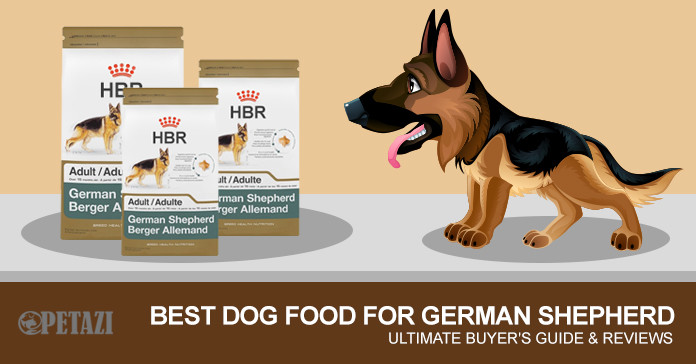 HBR
Adult/Adulte
German Shepherd
Berger Allemand
HBR
Adult/Adulte
German Shepherd
Berger Allemand
HBR
Adult/Adulte
German Shepherd
Berger Allemand
PETAZI
BEST DOG FOOD FOR GERMAN SHEPHERD
ULTIMATE BUYER'S GUIDE & REVIEWS